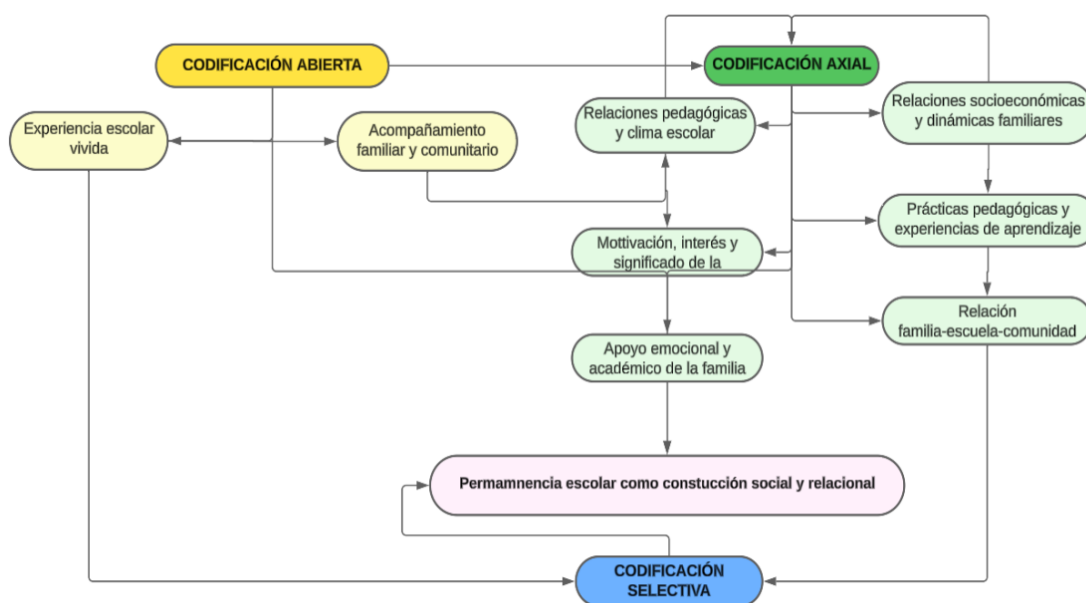 CODIFICACIÓN ABIERTA
CODIFICACIÓN AXIAL
Experiencia escolar
vivida
Acompañamiento
familiar y comunitario
Relaciones pedagógicas
y clima escolar
Relaciones socioeconómicas
y dinámicas familiares
Prácticas pedagógicas y
experiencias de aprendizaje
Mottivación, interés y
significado de la
Relación
familia-escuela-comunidad
Apoyo emocional y
académico de la familia
Permamnencia escolar como constucción social y relacional
CODIFICACIÓN
SELECTIVA